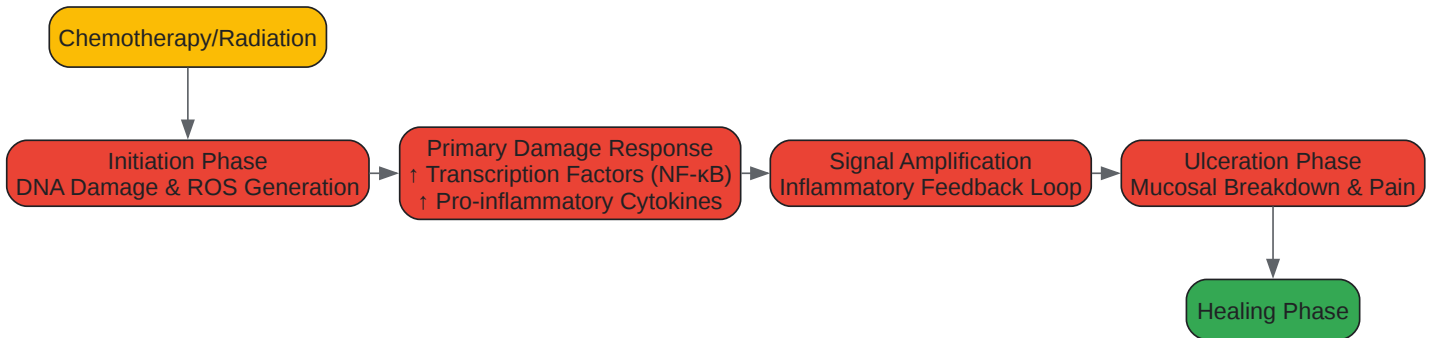 Chemotherapy/Radiation
Initiation Phase
DNA Damage & ROS Generation
Primary Damage Response
↑ Transcription Factors (NF-κB)
↑ Pro-inflammatory Cytokines
Signal Amplification
Inflammatory Feedback Loop
Ulceration Phase
Mucosal Breakdown & Pain
Healing Phase